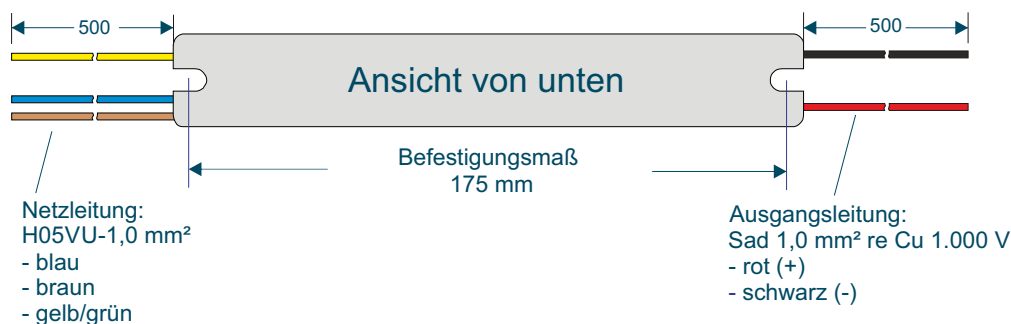 500
500
Ansicht von unten
Befestigungsmaß
175 mm
Netzleitung:
H05VU-1,0 mm²
- blau
- braun
- gelb/grün
Ausgangsleitung:
Sad 1,0 mm² re Cu 1.000 V
- rot (+)
- schwarz (-)